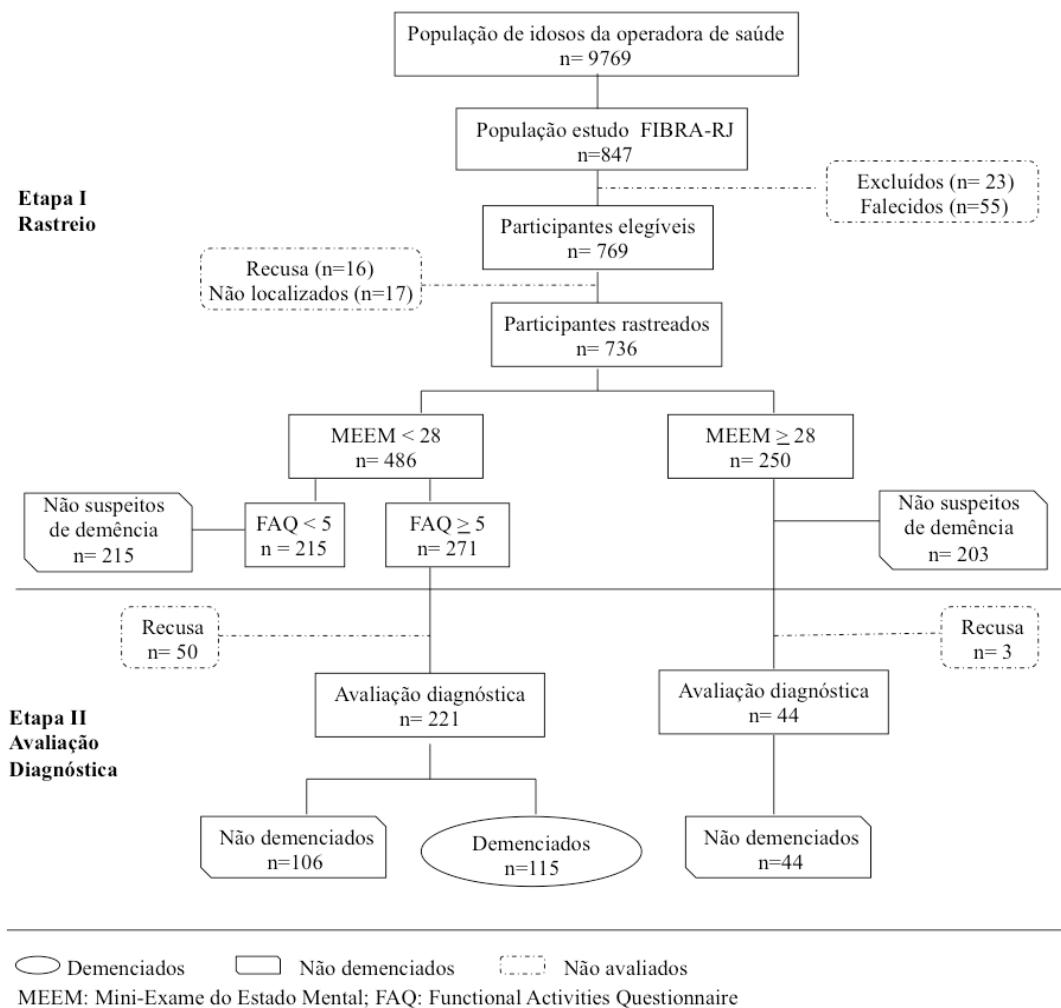 População de idosos da operadora de saúde
n= 9769
População estudo FIBRA-RJ
n=847
Etapa I
Rastreio
Excluídos (n= 23)
Falecidos (n=55)
Participantes elegíveis
n= 769
Recusa (n=16)
Não localizados (n=17)
Participantes rastreados
n= 736
MEEM < 28
n= 486
MEEM ≥ 28
n= 250
Não suspeitos
de demência
n= 215
FAQ < 5
n = 215
FAQ ≥ 5
n= 271
Não suspeitos
de demência
n= 203
Recusa
n= 50
Recusa
n= 3
Etapa II
Avaliação
Diagnóstica
Avaliação diagnóstica
n= 221
Avaliação diagnóstica
n= 44
Não demenciados
n=106
Demenciados
n=115
Não demenciados
n=44
Demenciados
Não demenciados
Não avaliados
MEEM: Mini-Exame do Estado Mental; FAQ: Functional Activities Questionnaire